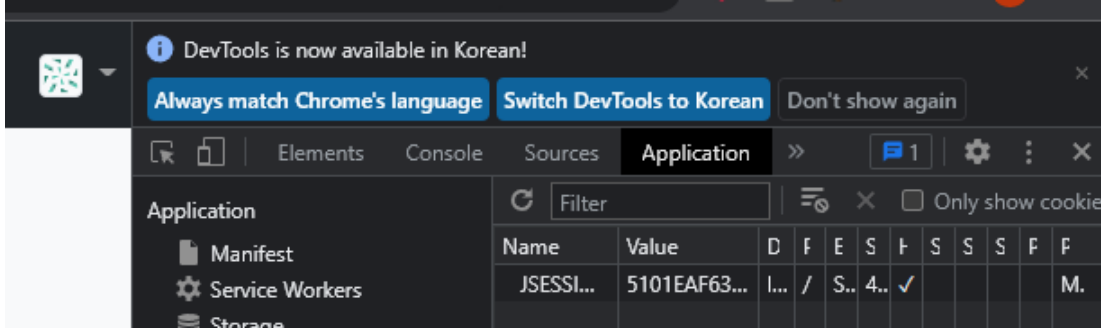 DevTools is now available in Korean!
Always match Chrome's language Switch DevTools to Korean Don't show again
Elements Console Sources Application 1
Application
Filter Only show cookie
Name Value D P E S H S S S P P
Manifest
JSESSI... 5101EAF63... l... / S.. 4.. ✓ M.
Service Workers
Storage